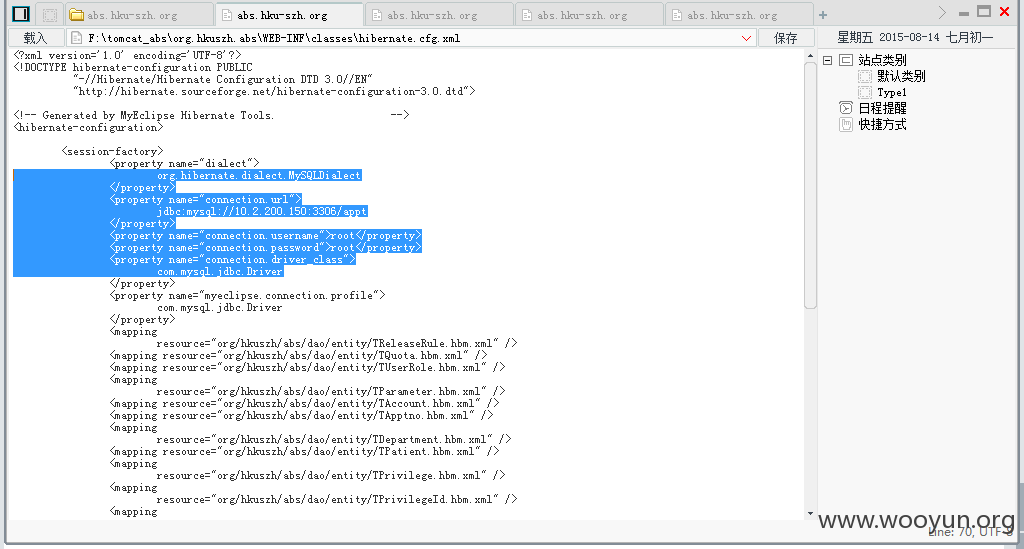 abs.hku-szh.org
abs.hku-szh.org
abs.hku-szh.org
abs.hku-szh.org
abs.hku-szh.org
载入
F:\tomcat_abs\org.hkuszh.abs\WEB-INF\classes\hibernate.cfg.xml
保存
星期五 2015-08-14 七月初一
站点类别
默认类别
Type1
日程提醒
快捷方式
<?xml version='1.0' encoding='UTF-8'?>
<!DOCTYPE hibernate-configuration PUBLIC
"-//Hibernate/Hibernate Configuration DTD 3.0//EN"
"http://hibernate.sourceforge.net/hibernate-configuration-3.0.dtd">
<!-- Generated by MyEclipse Hibernate Tools. -->
<hibernate-configuration>
<session-factory>
<property name="dialect">
org.hibernate.dialect.MySQLDialect
</property>
<property name="connection.url">
jdbc:mysql://10.2.200.150:3306/appt
</property>
<property name="connection.username">root</property>
<property name="connection.password">root</property>
<property name="connection.driver_class">
com.mysql.jdbc.Driver
</property>
<property name="myeclipse.connection.profile">
com.mysql.jdbc.Driver
</property>
<mapping
resource="org/hkuszh/abs/dao/entity/TReleaseRule.hbm.xml" />
<mapping resource="org/hkuszh/abs/dao/entity/TQuota.hbm.xml" />
<mapping resource="org/hkuszh/abs/dao/entity/TUserRole.hbm.xml" />
<mapping
resource="org/hkuszh/abs/dao/entity/TParameter.hbm.xml" />
<mapping resource="org/hkuszh/abs/dao/entity/TAccount.hbm.xml" />
<mapping resource="org/hkuszh/abs/dao/entity/TApptno.hbm.xml" />
<mapping
resource="org/hkuszh/abs/dao/entity/TDepartment.hbm.xml" />
<mapping resource="org/hkuszh/abs/dao/entity/TPatient.hbm.xml" />
<mapping
resource="org/hkuszh/abs/dao/entity/TPrivilege.hbm.xml" />
<mapping
resource="org/hkuszh/abs/dao/entity/TPrivilegeId.hbm.xml" />
<mapping
www.wooyun.org
Line: 70, UTF-8